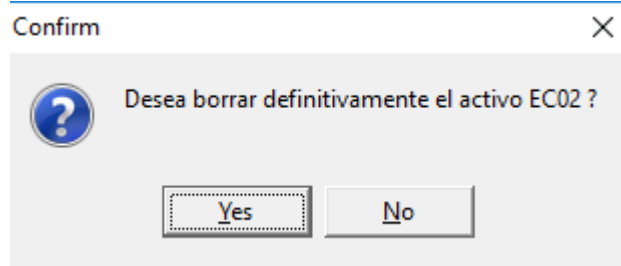 Confirm
Desea borrar definitivamente el activo EC02 ?
Yes
No